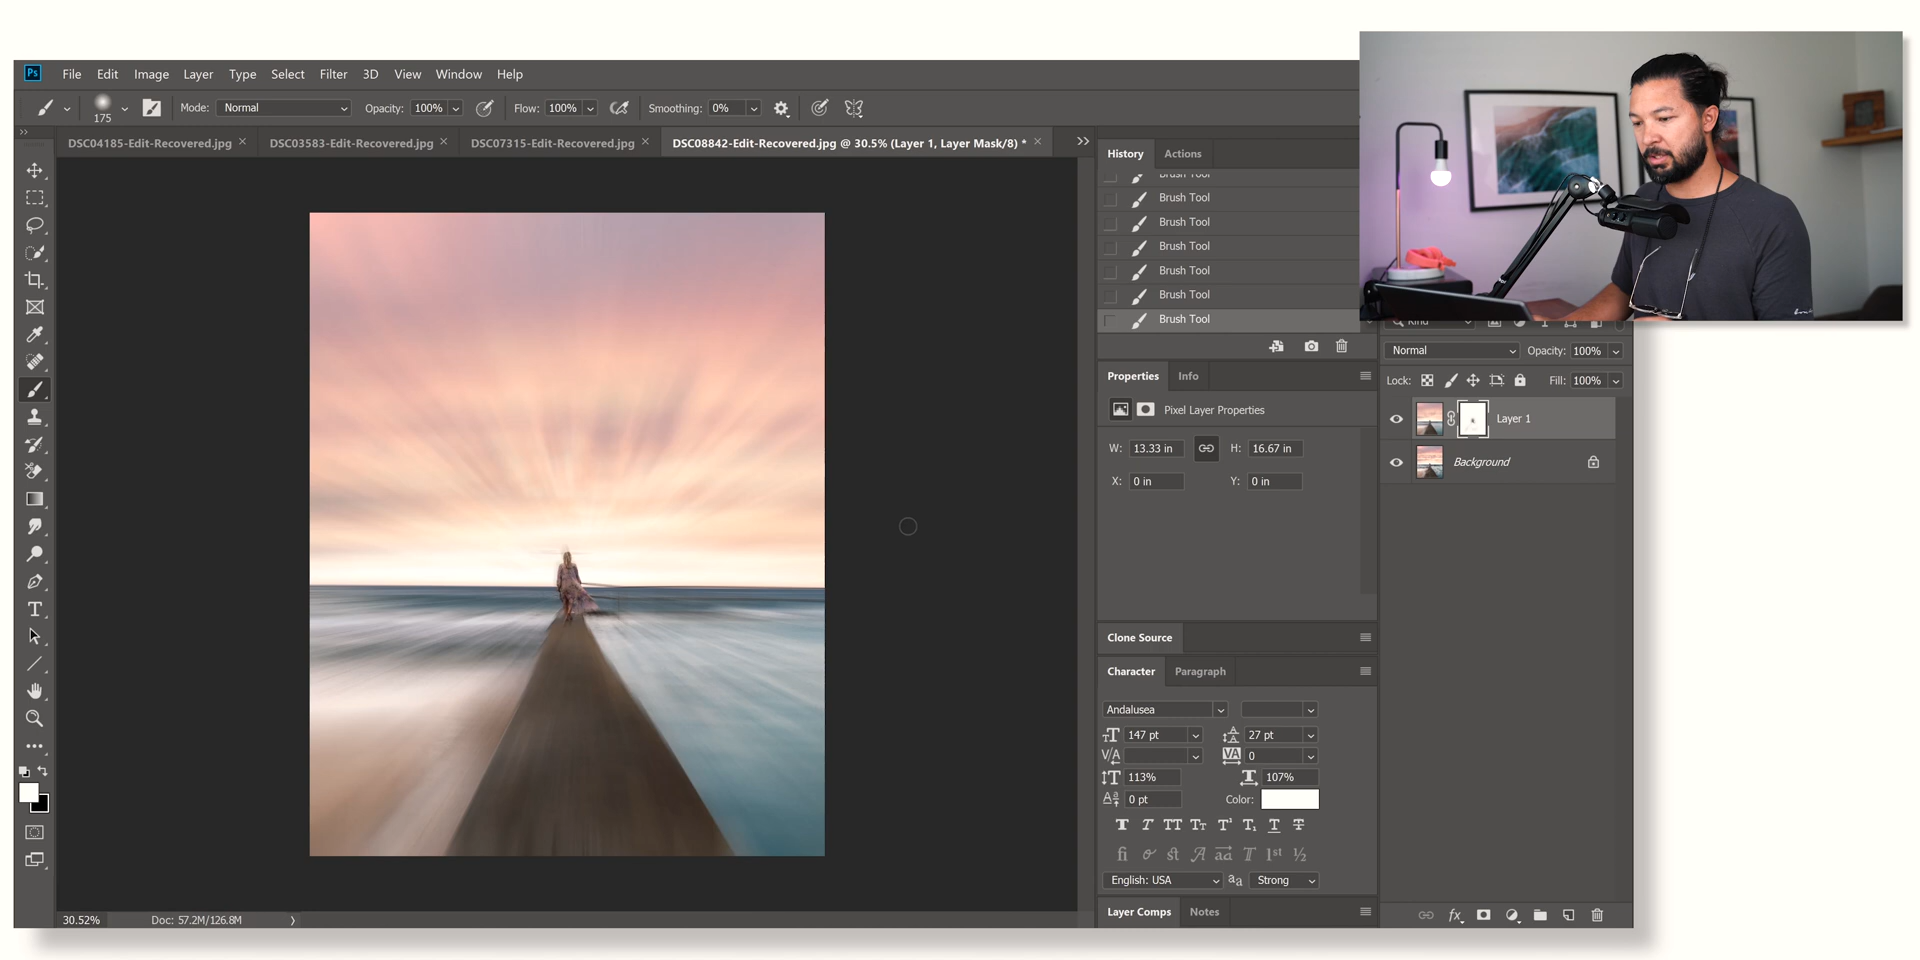 Ps File Edit Image Layer Type Select Filter 3D View Window Help
175 Mode: Normal Opacity: 100% Flow: 100% Smoothing: 0%
DSC04185-Edit-Recovered.jpg × DSC03583-Edit-Recovered.jpg × DSC07315-Edit-Recovered.jpg × DSC08842-Edit-Recovered.jpg @ 30.5% (Layer 1, Layer Mask/8) * ×
History Actions
Brush Tool
Brush Tool
Brush Tool
Brush Tool
Brush Tool
Brush Tool
Brush Tool
Kind
Normal Opacity: 100%
Lock: Fill: 100%
Layer 1
Background
Properties Info
Pixel Layer Properties
W: 13.33 in H: 16.67 in
X: 0 in Y: 0 in
Clone Source
Character Paragraph
Andalusea
147 pt 27 pt
0
113% 107%
0 pt Color:
English: USA Strong
Layer Comps Notes
30.52% Doc: 57.2M/126.8M